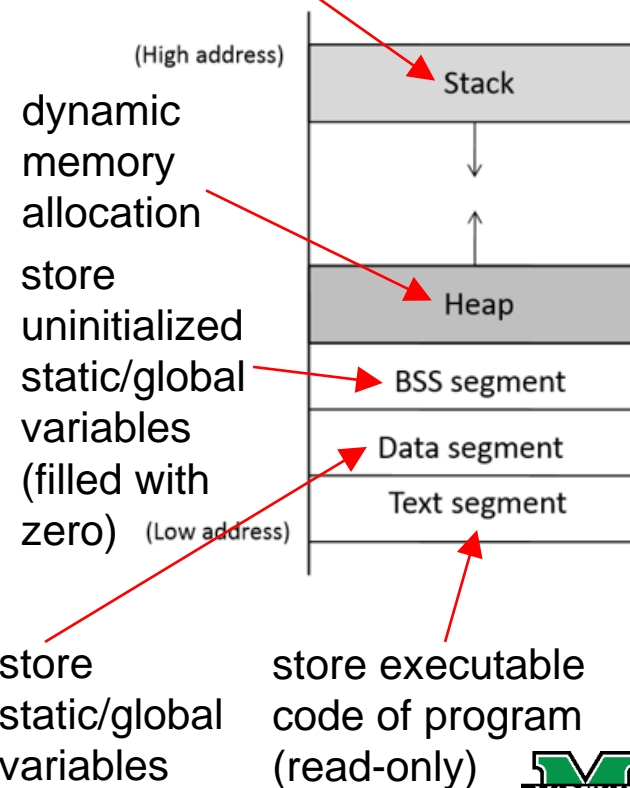 (High address)
Stack
dynamic
memory
allocation
store
uninitialized
static/global
variables
(filled with
zero)
Heap
BSS segment
Data segment
Text segment
(Low address)
store
static/global
variables
store executable
code of program
(read-only)